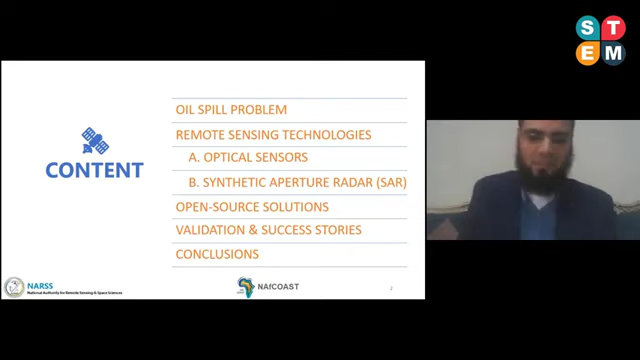 S T
E M
OIL SPILL PROBLEM
REMOTE SENSING TECHNOLOGIES
A. OPTICAL SENSORS
CONTENT
B. SYNTHETIC APERTURE RADAR (SAR)
OPEN-SOURCE SOLUTIONS
VALIDATION & SUCCESS STORIES
CONCLUSIONS
NARSS
National Authority for Remote Sensing & Space Sciences
NAfCOAST
2